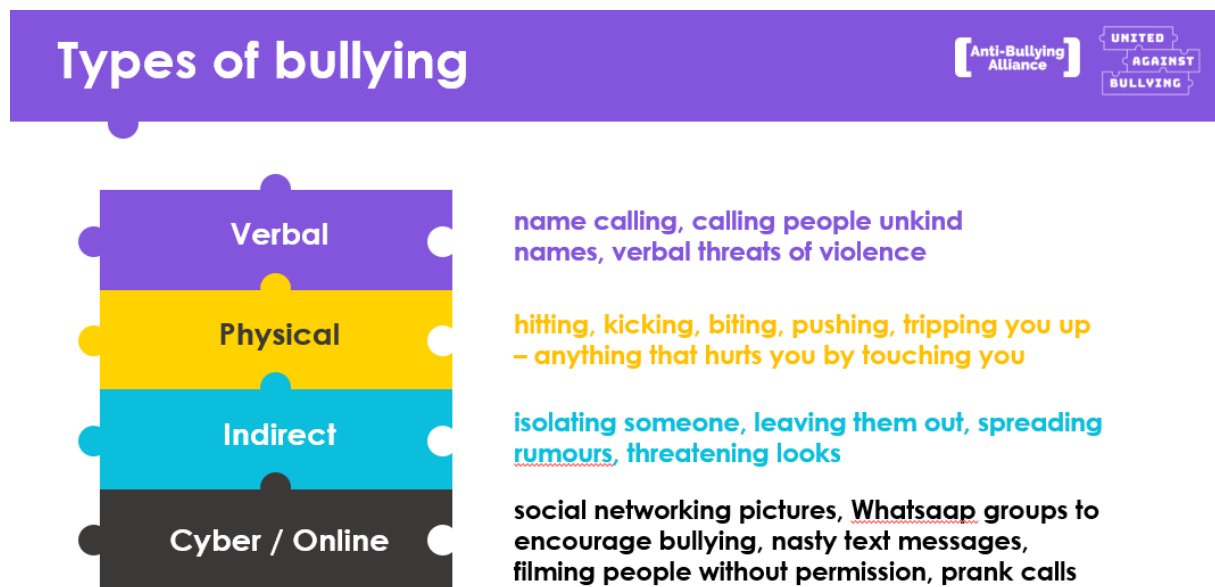 Types of bullying
Anti-Bullying
Alliance
UNITED
AGAINST
BULLYING
Verbal
name calling, calling people unkind
names, verbal threats of violence
Physical
hitting, kicking, biting, pushing, tripping you up
– anything that hurts you by touching you
Indirect
isolating someone, leaving them out, spreading
rumours, threatening looks
Cyber / Online
social networking pictures, Whatsaap groups to
encourage bullying, nasty text messages,
filming people without permission, prank calls